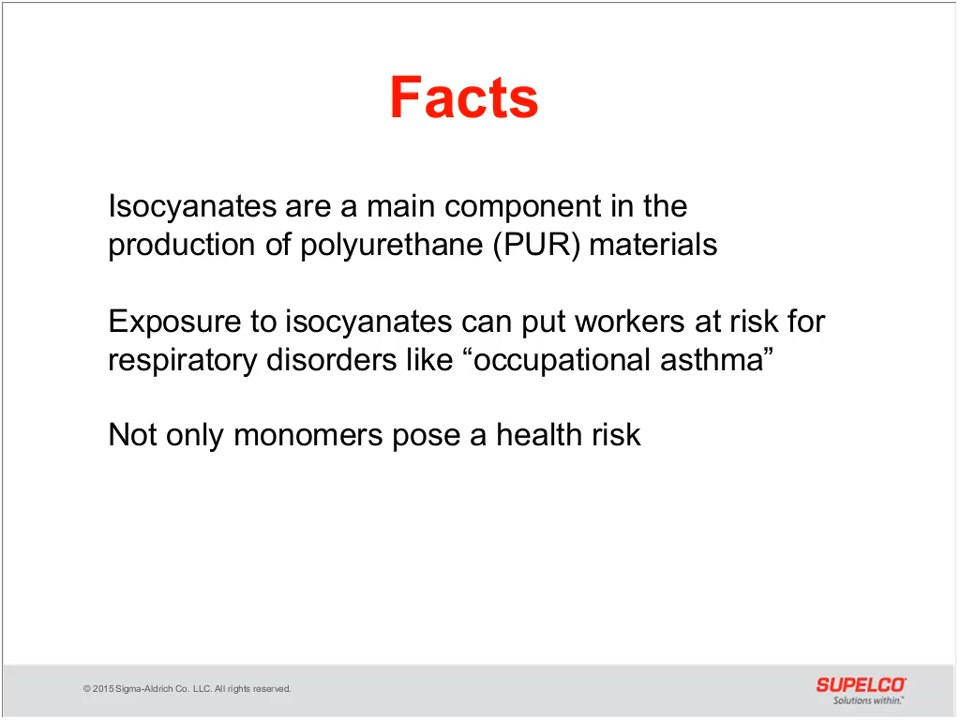 Facts
Isocyanates are a main component in the
production of polyurethane (PUR) materials
Exposure to isocyanates can put workers at risk for
respiratory disorders like “occupational asthma”
Not only monomers pose a health risk
© 2015 Sigma-Aldrich Co. LLC. All rights reserved.
SUPELCO
Solutions within.™